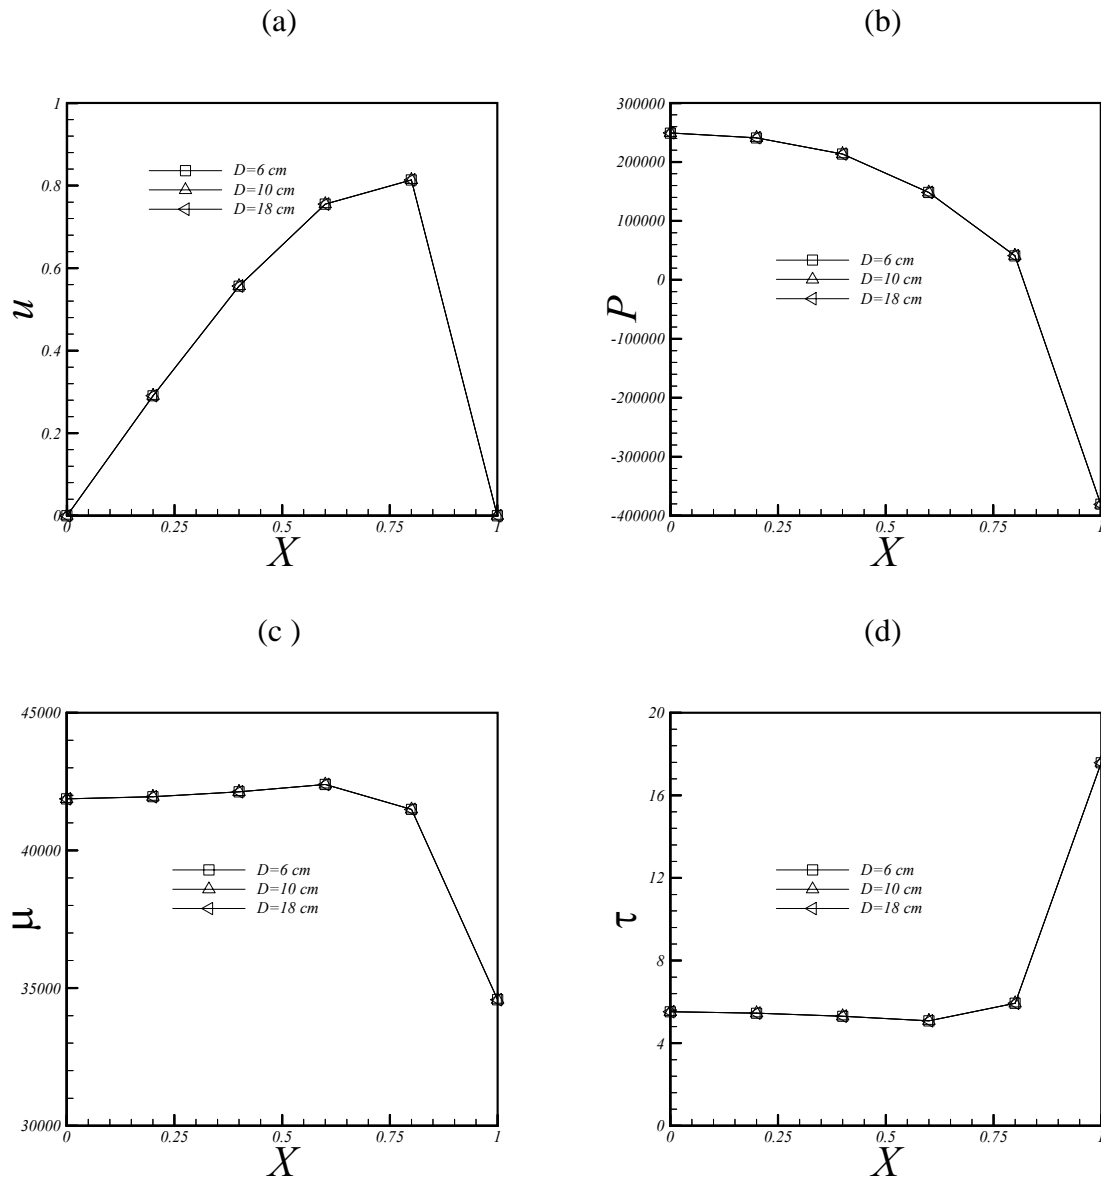 (a)
1
0.8
0.6
0.4
0.2
0
u
D=6 cm
D=10 cm
D=18 cm
0 0.25 0.5 0.75 1
X
(b)
300000
200000
100000
0
-100000
-200000
-300000
-400000
P
D=6 cm
D=10 cm
D=18 cm
0 0.25 0.5 0.75 1
X
(c )
45000
40000
35000
30000
μ
D=6 cm
D=10 cm
D=18 cm
0 0.25 0.5 0.75 1
X
(d)
20
16
12
8
4
0
τ
D=6 cm
D=10 cm
D=18 cm
0 0.25 0.5 0.75 1
X